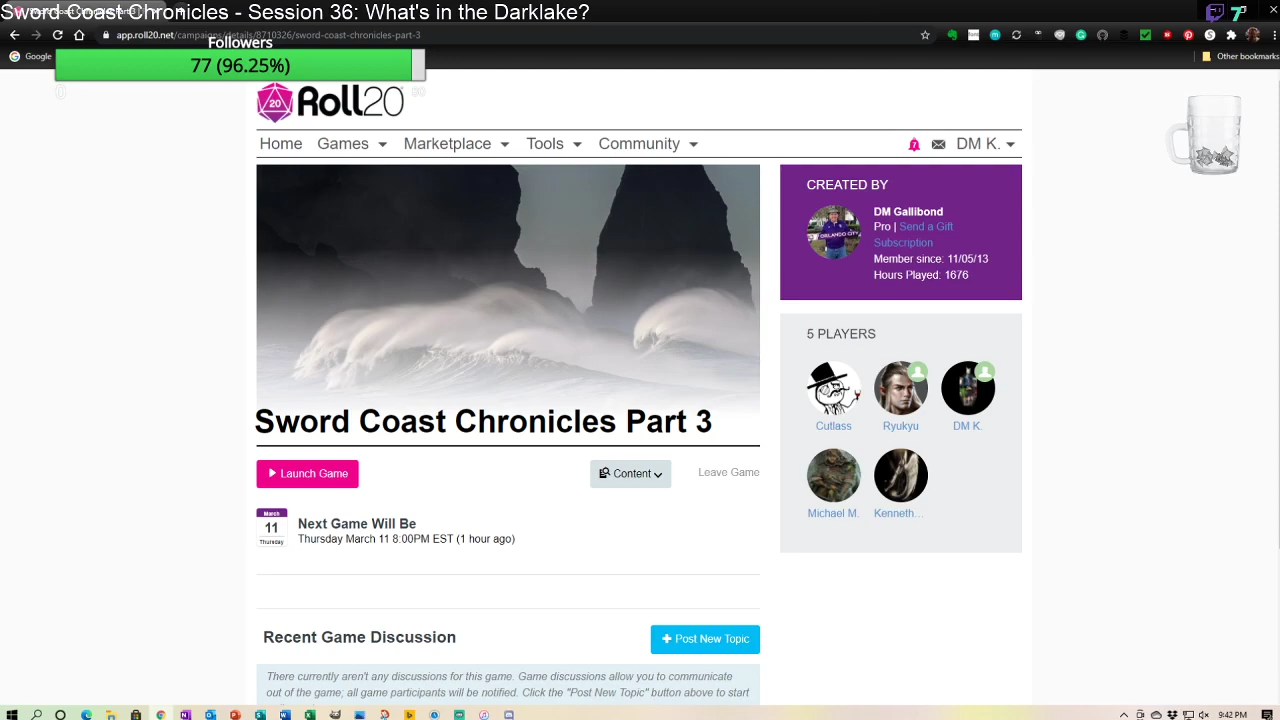 Sword Coast Chronicles - Session 36: What's in the Darklake?
app.roll20.net/campaigns/details/8710326/sword-coast-chronicles-part-3
Google
Other bookmarks
Followers
77 (96.25%)
0
80
20
Roll20
Home Games Marketplace Tools Community 7 DM K.
CREATED BY
DM Gallibond
Pro | Send a Gift
Subscription
Member since: 11/05/13
Hours Played: 1676
ORLANDO CITY
Sword Coast Chronicles Part 3
5 PLAYERS
Cutlass Ryukyu DM K.
Michael M. Kenneth…
Launch Game Content Leave Game
March
11
Thursday
Next Game Will Be
Thursday March 11 8:00PM EST (1 hour ago)
Recent Game Discussion
Post New Topic
There currently aren't any discussions for this game. Game discussions allow you to communicate
out of the game; all game participants will be notified. Click the "Post New Topic" button above to start
9:42 PM